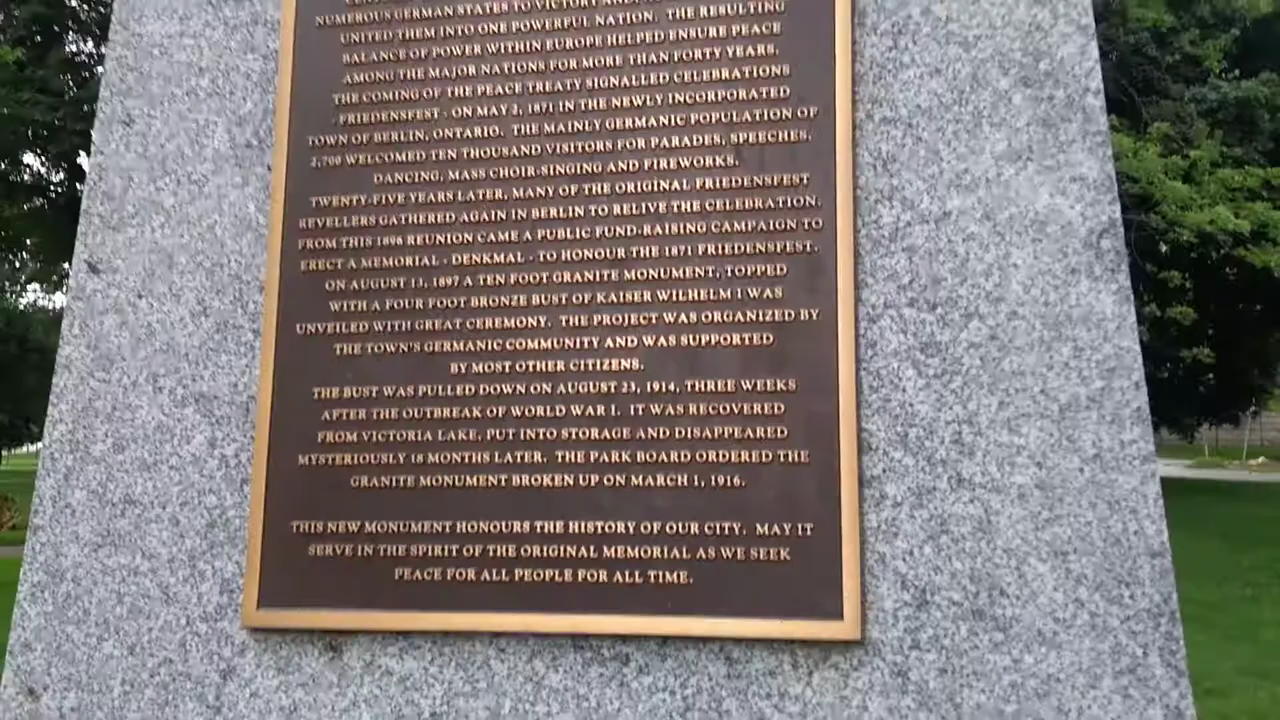 NUMEROUS GERMAN STATES TO VICTORY AND,
UNITED THEM INTO ONE POWERFUL NATION. THE RESULTING
BALANCE OF POWER WITHIN EUROPE HELPED ENSURE PEACE
AMONG THE MAJOR NATIONS FOR MORE THAN FORTY YEARS.
THE COMING OF THE PEACE TREATY SIGNALLED CELEBRATIONS
- FRIEDENSFEST - ON MAY 2, 1871 IN THE NEWLY INCORPORATED
TOWN OF BERLIN, ONTARIO. THE MAINLY GERMANIC POPULATION OF
2,700 WELCOMED TEN THOUSAND VISITORS FOR PARADES, SPEECHES,
DANCING, MASS CHOIR-SINGING AND FIREWORKS.
TWENTY-FIVE YEARS LATER, MANY OF THE ORIGINAL FRIEDENSFEST
REVELLERS GATHERED AGAIN IN BERLIN TO RELIVE THE CELEBRATION.
FROM THIS 1896 REUNION CAME A PUBLIC FUND-RAISING CAMPAIGN TO
ERECT A MEMORIAL - DENKMAL - TO HONOUR THE 1871 FRIEDENSFEST.
ON AUGUST 13, 1897 A TEN FOOT GRANITE MONUMENT, TOPPED
WITH A FOUR FOOT BRONZE BUST OF KAISER WILHELM I WAS
UNVEILED WITH GREAT CEREMONY. THE PROJECT WAS ORGANIZED BY
THE TOWN'S GERMANIC COMMUNITY AND WAS SUPPORTED
BY MOST OTHER CITIZENS.
THE BUST WAS PULLED DOWN ON AUGUST 23, 1914, THREE WEEKS
AFTER THE OUTBREAK OF WORLD WAR I. IT WAS RECOVERED
FROM VICTORIA LAKE, PUT INTO STORAGE AND DISAPPEARED
MYSTERIOUSLY 18 MONTHS LATER. THE PARK BOARD ORDERED THE
GRANITE MONUMENT BROKEN UP ON MARCH 1, 1916.
THIS NEW MONUMENT HONOURS THE HISTORY OF OUR CITY. MAY IT
SERVE IN THE SPIRIT OF THE ORIGINAL MEMORIAL AS WE SEEK
PEACE FOR ALL PEOPLE FOR ALL TIME.